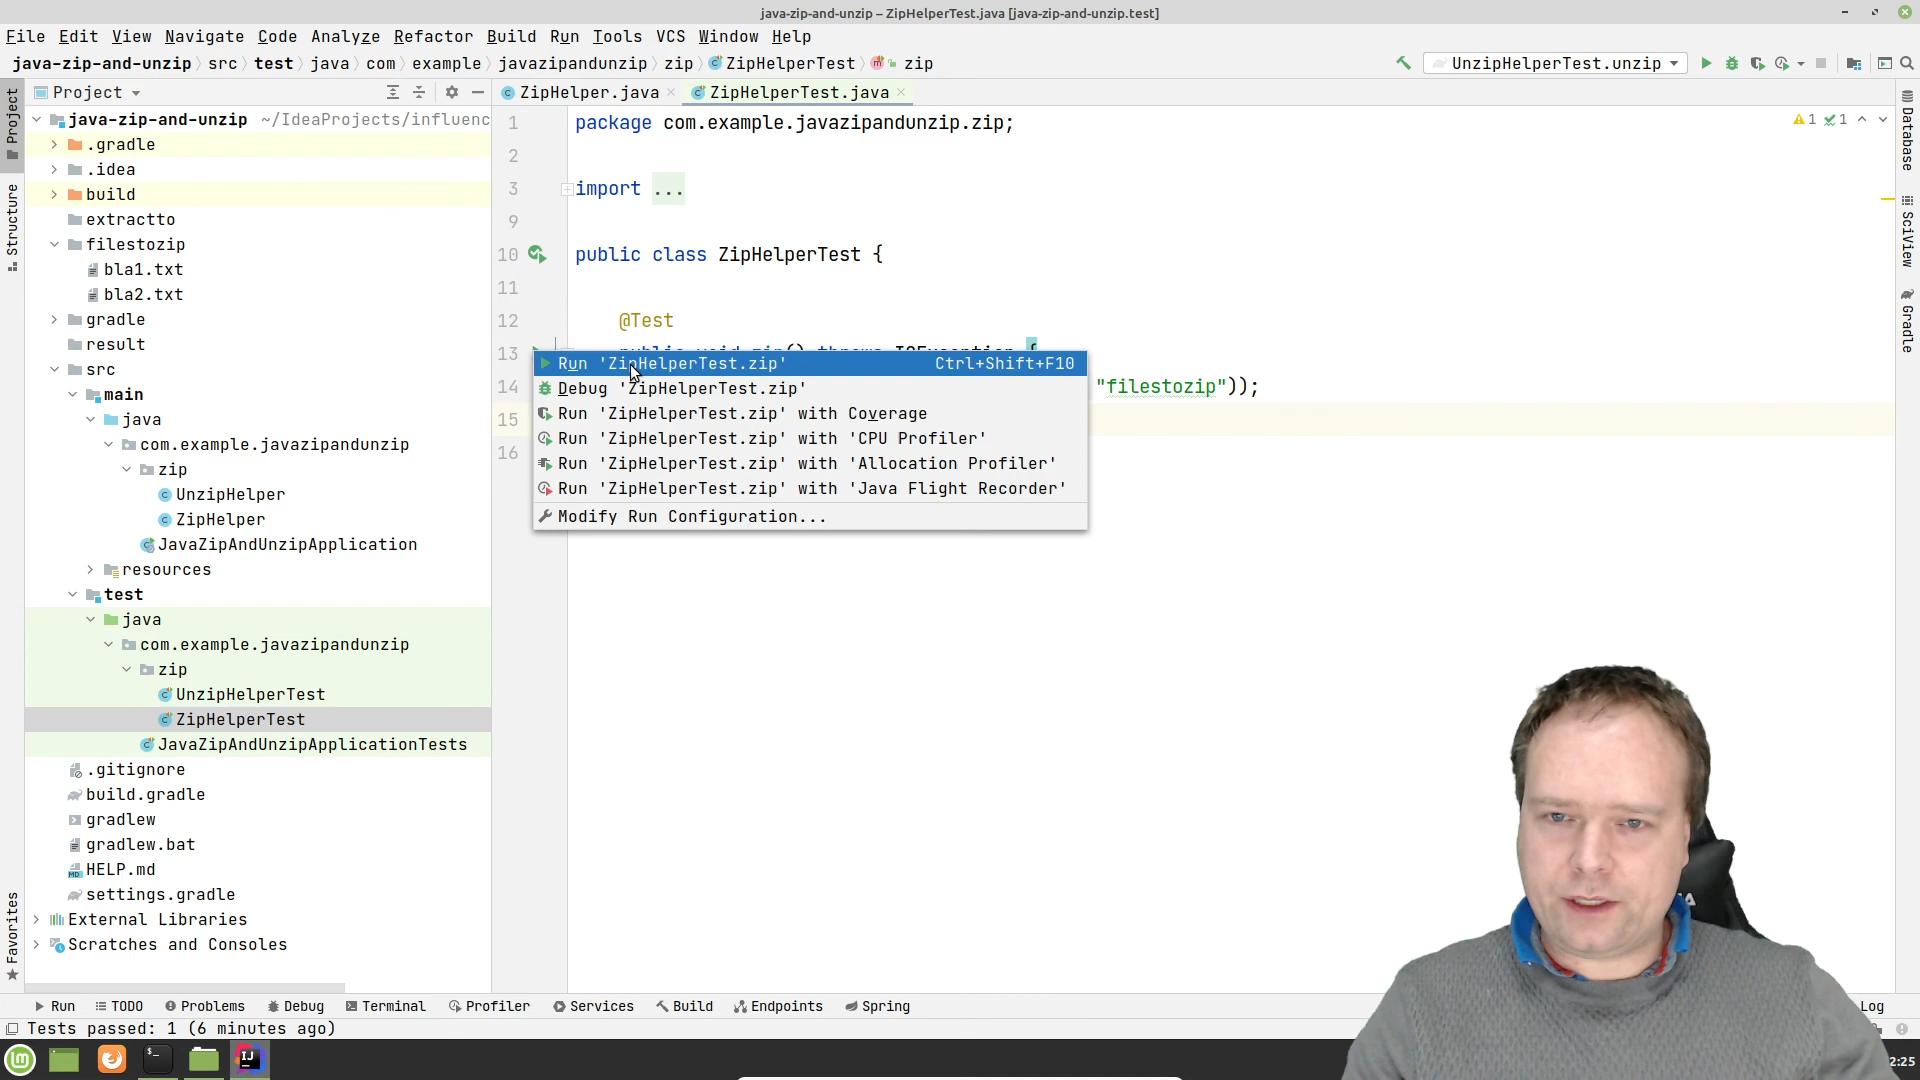 java-zip-and-unzip – ZipHelperTest.java [java-zip-and-unzip.test]
File Edit View Navigate Code Analyze Refactor Build Run Tools VCS Window Help
java-zip-and-unzip src test java com example javazipandunzip zip ZipHelperTest zip
UnzipHelperTest.unzip
Project
ZipHelper.java
ZipHelperTest.java
Project
Structure
Favorites
java-zip-and-unzip ~/IdeaProjects/influenc
.gradle
.idea
build
extractto
filestozip
bla1.txt
bla2.txt
gradle
result
src
main
java
com.example.javazipandunzip
zip
UnzipHelper
ZipHelper
JavaZipAndUnzipApplication
resources
test
java
com.example.javazipandunzip
zip
UnzipHelperTest
ZipHelperTest
JavaZipAndUnzipApplicationTests
.gitignore
build.gradle
gradlew
gradlew.bat
HELP.md
settings.gradle
External Libraries
Scratches and Consoles
1 package com.example.javazipandunzip.zip;
2
3 import ...
9
10 public class ZipHelperTest {
11
12 @Test
13
14 "filestozip"));
15
16
1 1
Run 'ZipHelperTest.zip' Ctrl+Shift+F10
Debug 'ZipHelperTest.zip'
Run 'ZipHelperTest.zip' with Coverage
Run 'ZipHelperTest.zip' with 'CPU Profiler'
Run 'ZipHelperTest.zip' with 'Allocation Profiler'
Run 'ZipHelperTest.zip' with 'Java Flight Recorder'
Modify Run Configuration...
Database
SciView
Gradle
Run TODO Problems Debug Terminal Profiler Services Build Endpoints Spring
Log
Tests passed: 1 (6 minutes ago)
2:25